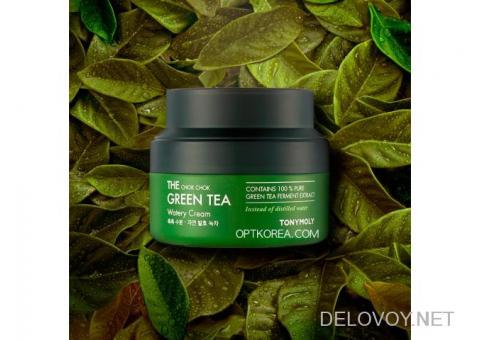 THE CHOK CHOK
GREEN TEA
Watery Cream
CONTAINS 100 % PURE
GREEN TEA FERMENT EXTRACT
Instead of distilled water
TONYMOLY
OPTKOREA.COM
DELOVOY.NET